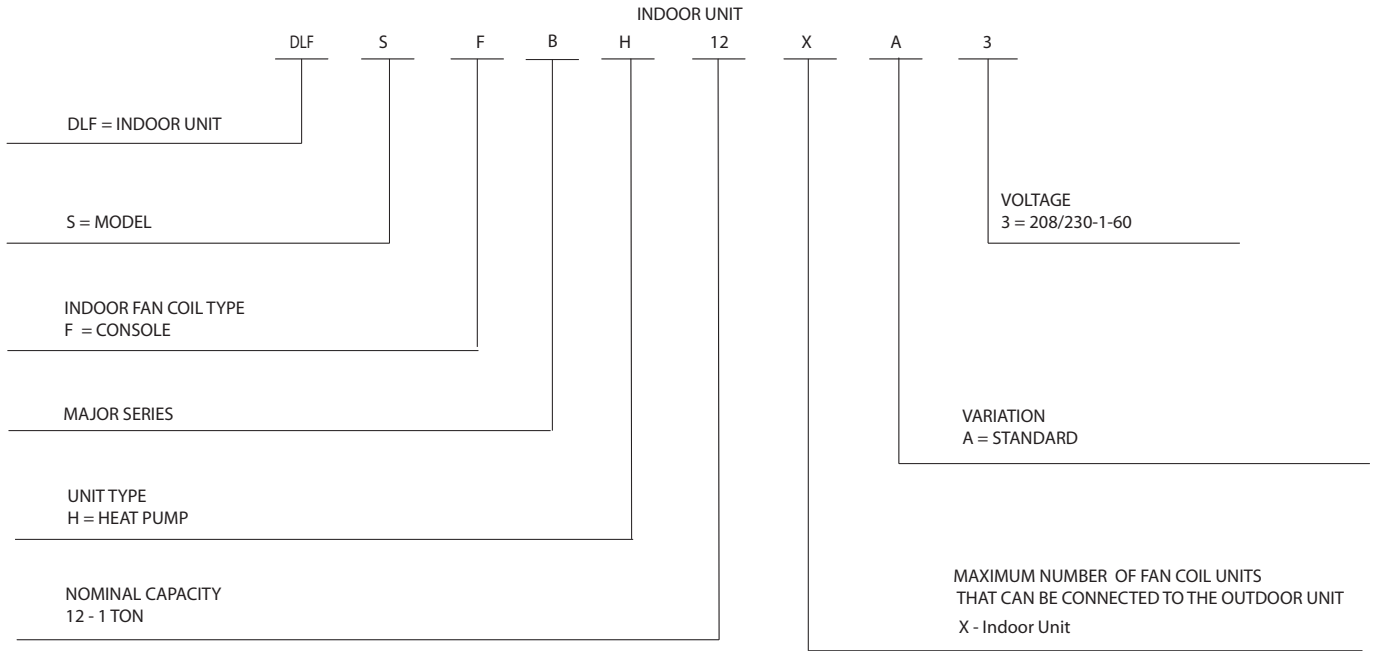 INDOOR UNIT
DLF S F B H 12 X A 3
DLF = INDOOR UNIT
S = MODEL
INDOOR FAN COIL TYPE
F = CONSOLE
MAJOR SERIES
UNIT TYPE
H = HEAT PUMP
NOMINAL CAPACITY
12 - 1 TON
VOLTAGE
3 = 208/230-1-60
VARIATION
A = STANDARD
MAXIMUM NUMBER OF FAN COIL UNITS
THAT CAN BE CONNECTED TO THE OUTDOOR UNIT
X - Indoor Unit